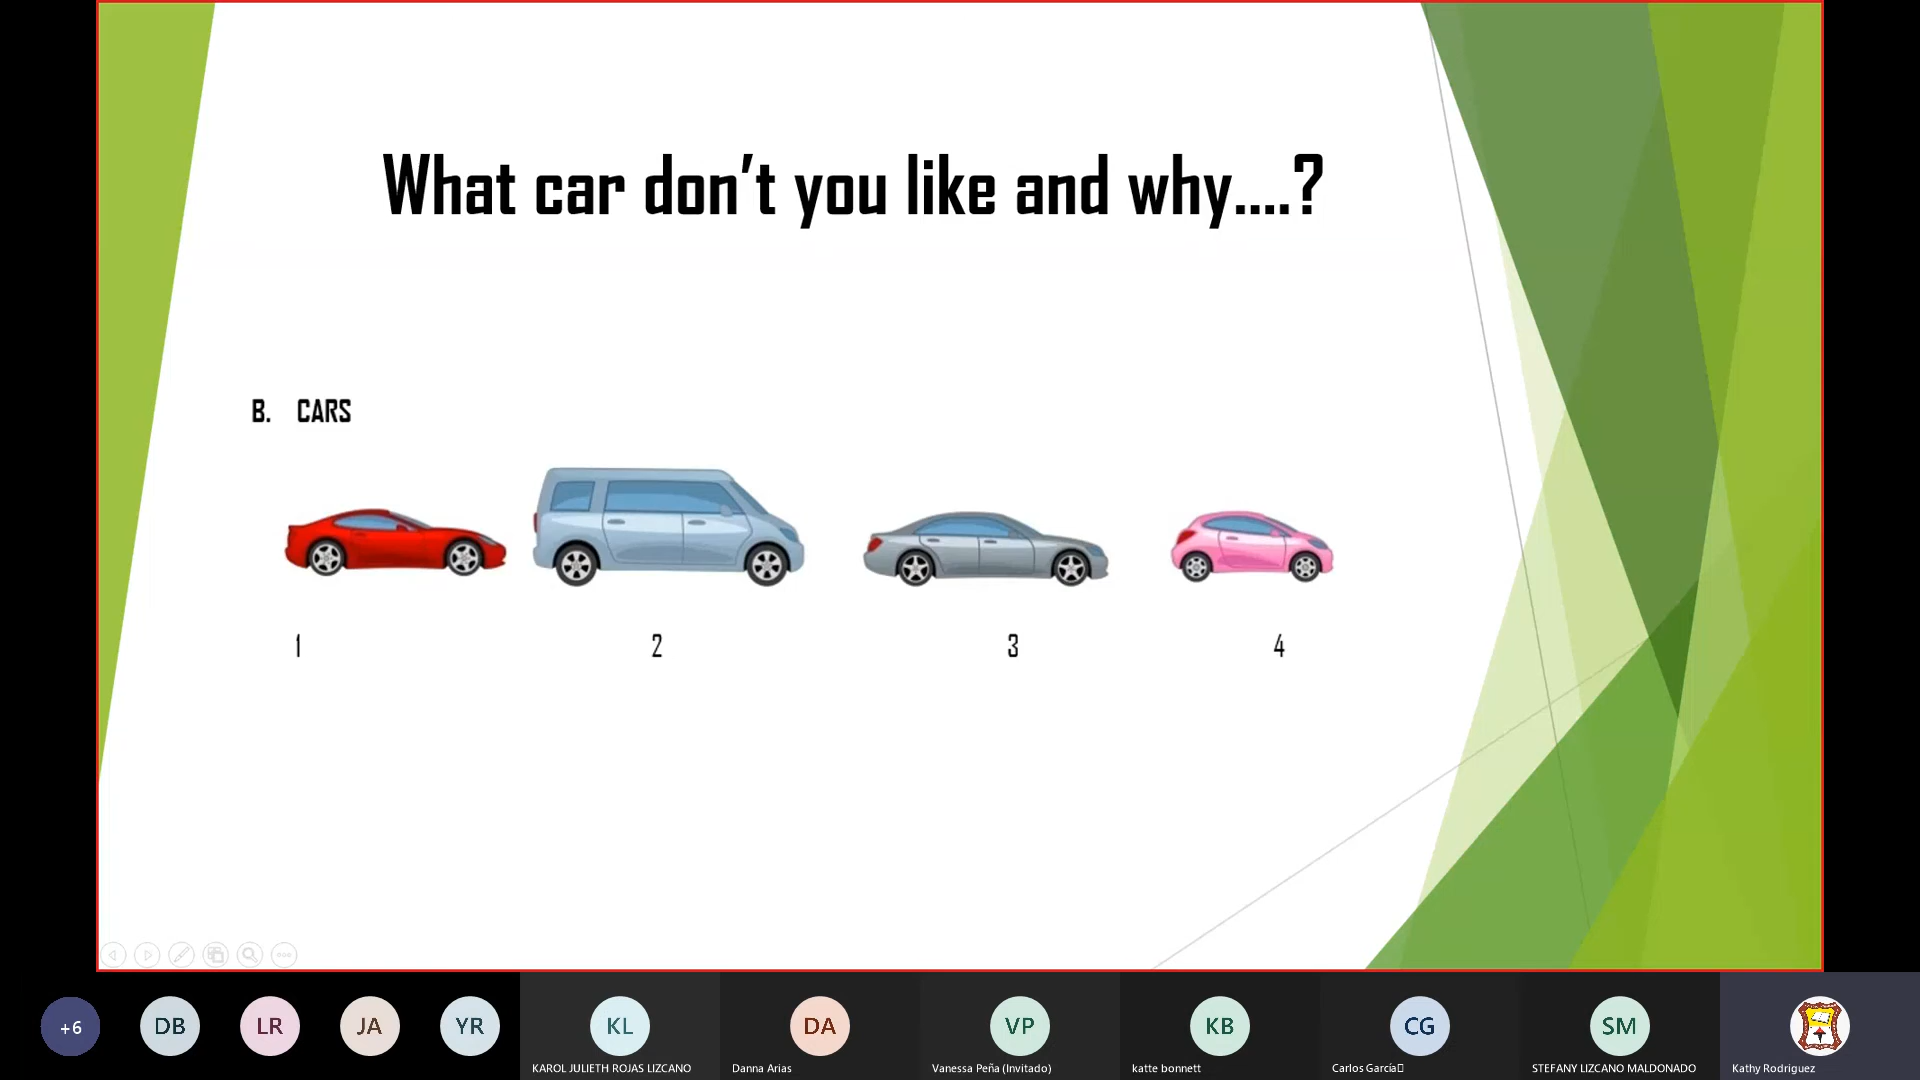 What car don't you like and why....?
B. CARS
1 2 3 4
+6 DB LR JA YR KL DA VP KB CG SM
KAROL JULIETH ROJAS LIZCANO Danna Arias Vanessa Peña (Invitado) katte bonnett Carlos García STEFANY LIZCANO MALDONADO Kathy Rodriguez